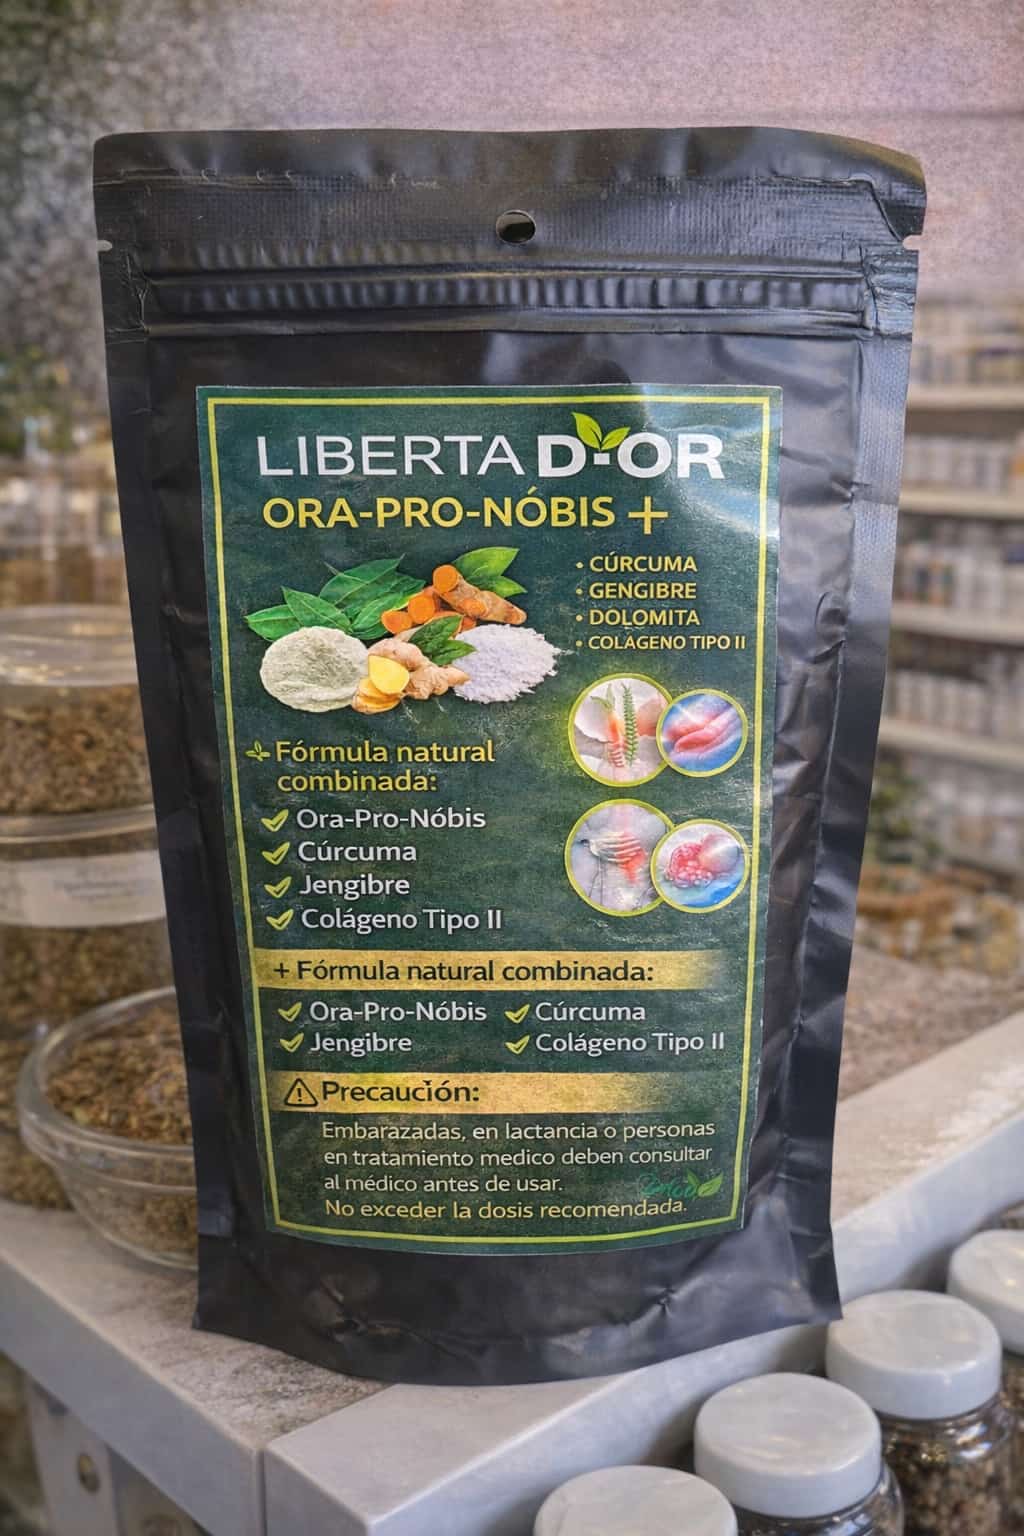 LIBERTA D'OR
ORA-PRO-NÓBIS +
• CÚRCUMA
• GENGIBRE
• DOLOMITA
• COLÁGENO TIPO II
Fórmula natural
combinada:
Ora-Pro-Nóbis
Cúrcuma
Jengibre
Colágeno Tipo II
+ Fórmula natural combinada:
Ora-Pro-Nóbis Cúrcuma
Jengibre Colágeno Tipo II
Precaución:
Embarazadas, en lactancia o personas
en tratamiento medico deben consultar
al médico antes de usar.
No exceder la dosis recomendada.